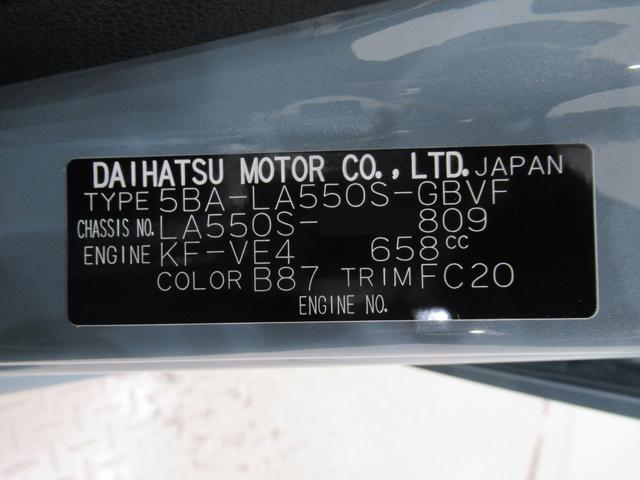 DAIHATSU MOTOR CO., LTD. JAPAN
TYPE 5BA-LA550S-GBVF
CHASSIS NO. LA550S- 809
ENGINE KF-VE4 658cc
COLOR B87 TRIM FC20
ENGINE NO.